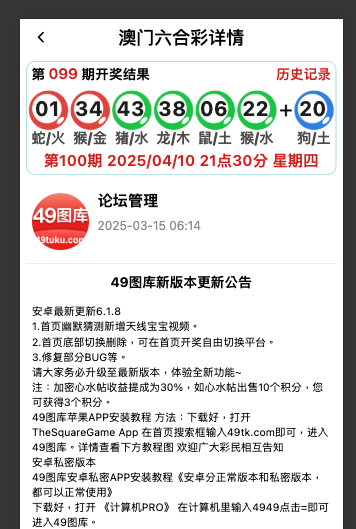 澳门六合彩详情
第 099 期开奖结果 历史记录
01 34 43 38 06 22 + 20
蛇/火 猴/金 猪/水 龙/木 鼠/土 猴/水 狗/土
第100期 2025/04/10 21点30分 星期四
49图库
49tuku.com
论坛管理
2025-03-15 06:14
49图库新版本更新公告
安卓最新更新6.1.8
1.首页幽默猜测新增天线宝宝视频。
2.首页底部切换删除，可在首页开奖自由切换平台。
3.修复部分BUG等。
请大家务必升级至最新版本，体验全新功能~
注：加密心水帖收益提成为30%，如心水帖出售10个积分，您
可获得3个积分。
49图库苹果APP安装教程 方法：下载好，打开
TheSquareGame App 在首页搜索框输入49tk.com即可，进入
49图库。详情查看下方教程图 欢迎广大彩民相互告知
安卓私密版本
49图库安卓私密APP安装教程《安卓分正常版本和私密版本，
都可以正常使用》
下载好，打开 《计算机PRO》 在计算机里输入4949点击=即可
进入49图库。